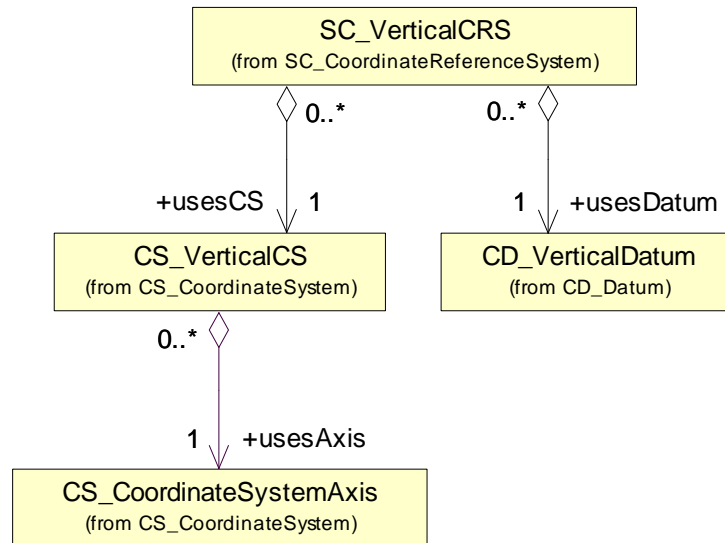 SC_VerticalCRS
(from SC_CoordinateReferenceSystem)
0..*
0..*
+usesCS
1
1
+usesDatum
CS_VerticalCS
(from CS_CoordinateSystem)
CD_VerticalDatum
(from CD_Datum)
0..*
1
+usesAxis
CS_CoordinateSystemAxis
(from CS_CoordinateSystem)